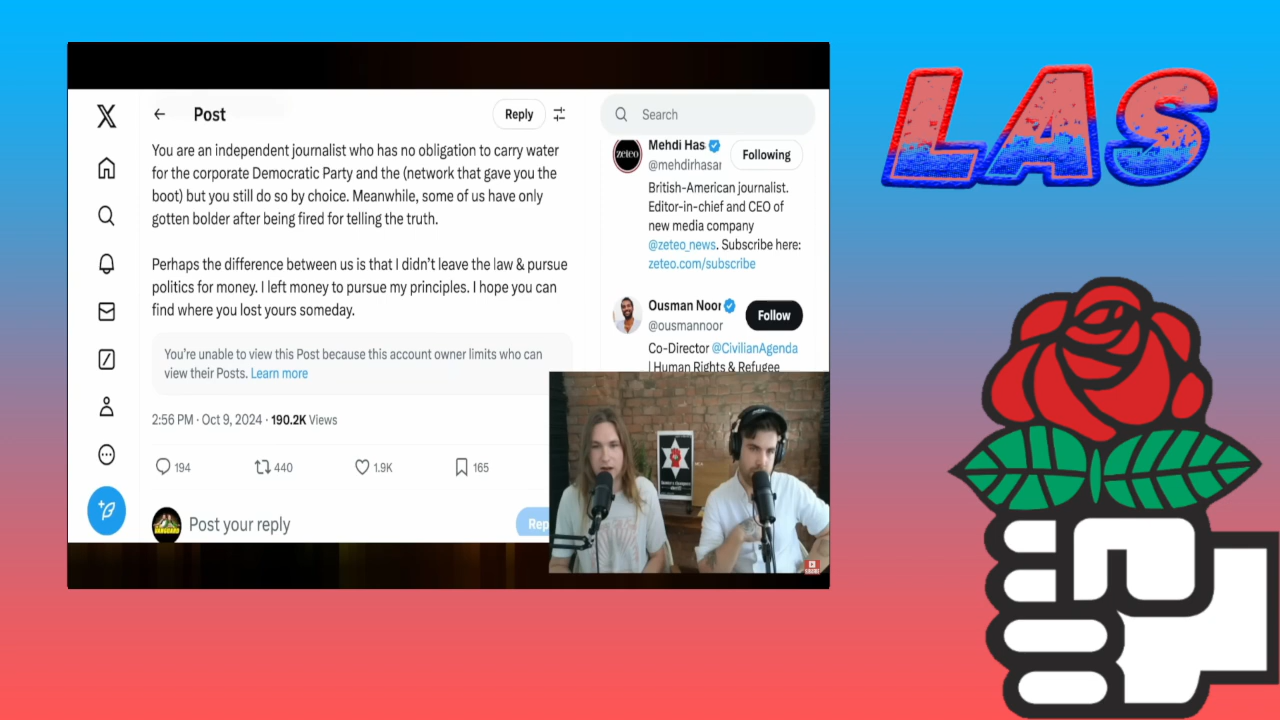 LAS
Post
Reply
Search
You are an independent journalist who has no obligation to carry water
for the corporate Democratic Party and the (network that gave you the
boot) but you still do so by choice. Meanwhile, some of us have only
gotten bolder after being fired for telling the truth.
Perhaps the difference between us is that I didn't leave the law & pursue
politics for money. I left money to pursue my principles. I hope you can
find where you lost yours someday.
You're unable to view this Post because this account owner limits who can
view their Posts. Learn more
2:56 PM · Oct 9, 2024 · 190.2K Views
194
440
1.9K
165
Post your reply
Rep
zeteo
Mehdi Has
@mehdirhasar
Following
British-American journalist.
Editor-in-chief and CEO of
new media company
@zeteo_news. Subscribe here:
zeteo.com/subscribe
Ousman Noor
@ousmannoor
Follow
Co-Director @CivilianAgenda
| Human Rights & Refugee